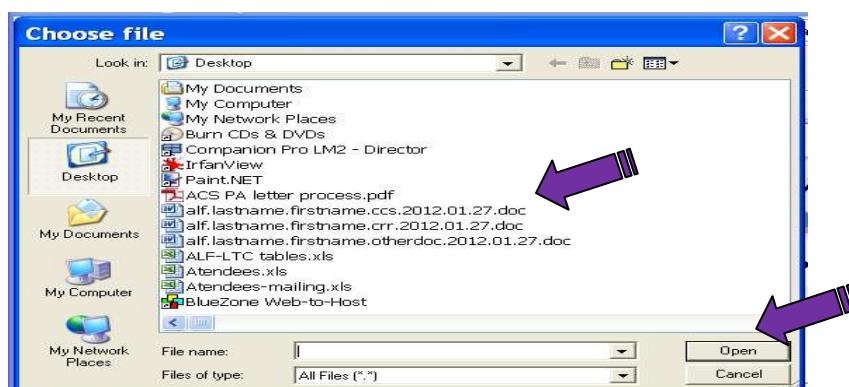 Choose file
Look in: Desktop
My Recent Documents
Desktop
My Documents
My Computer
My Network Places
My Documents
My Computer
My Network Places
Burn CDs & DVDs
Companion Pro LM2 - Director
IrfanView
Paint.NET
ACS PA letter process.pdf
alf.lastname.firstname.ccs.2012.01.27.doc
alf.lastname.firstname.crr.2012.01.27.doc
alf.lastname.firstname.otherdoc.2012.01.27.doc
ALF-LTC tables.xls
Atendees.xls
Atendees-mailing.xls
BlueZone Web-to-Host
File name:
Open
Files of type: All Files (*.*)
Cancel